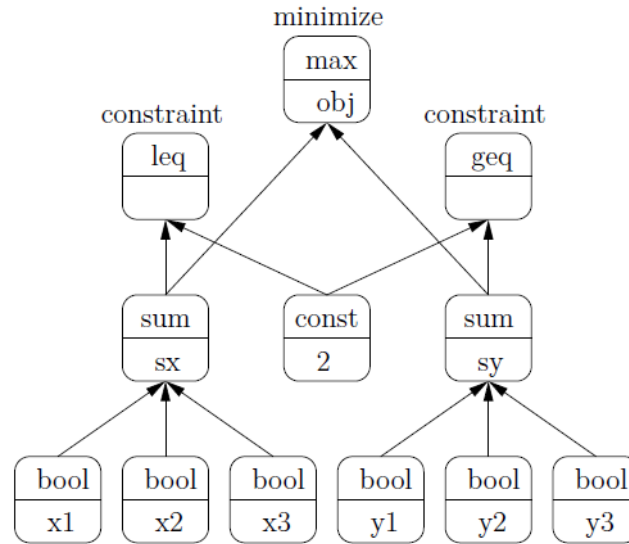 minimize
max
obj
constraint constraint
leq geq
sum const sum
sx 2 sy
bool bool bool bool bool bool
x1 x2 x3 y1 y2 y3